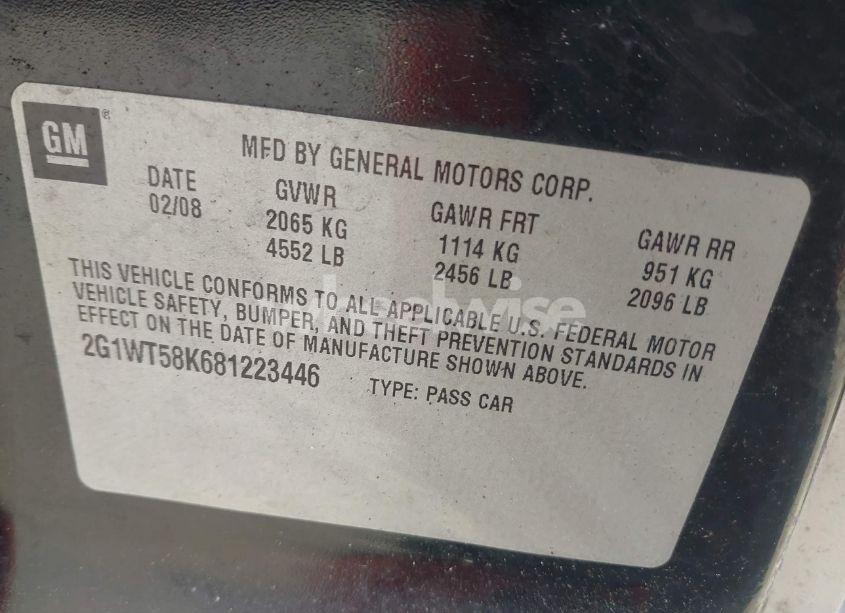 GM®
MFD BY GENERAL MOTORS CORP.
DATE GVWR GAWR FRT GAWR RR
02/08 2065 KG 1114 KG 951 KG
4552 LB 2456 LB 2096 LB
THIS VEHICLE CONFORMS TO ALL APPLICABLE U.S. FEDERAL MOTOR
VEHICLE SAFETY, BUMPER, AND THEFT PREVENTION STANDARDS IN
EFFECT ON THE DATE OF MANUFACTURE SHOWN ABOVE.
2G1WT58K681223446 TYPE: PASS CAR